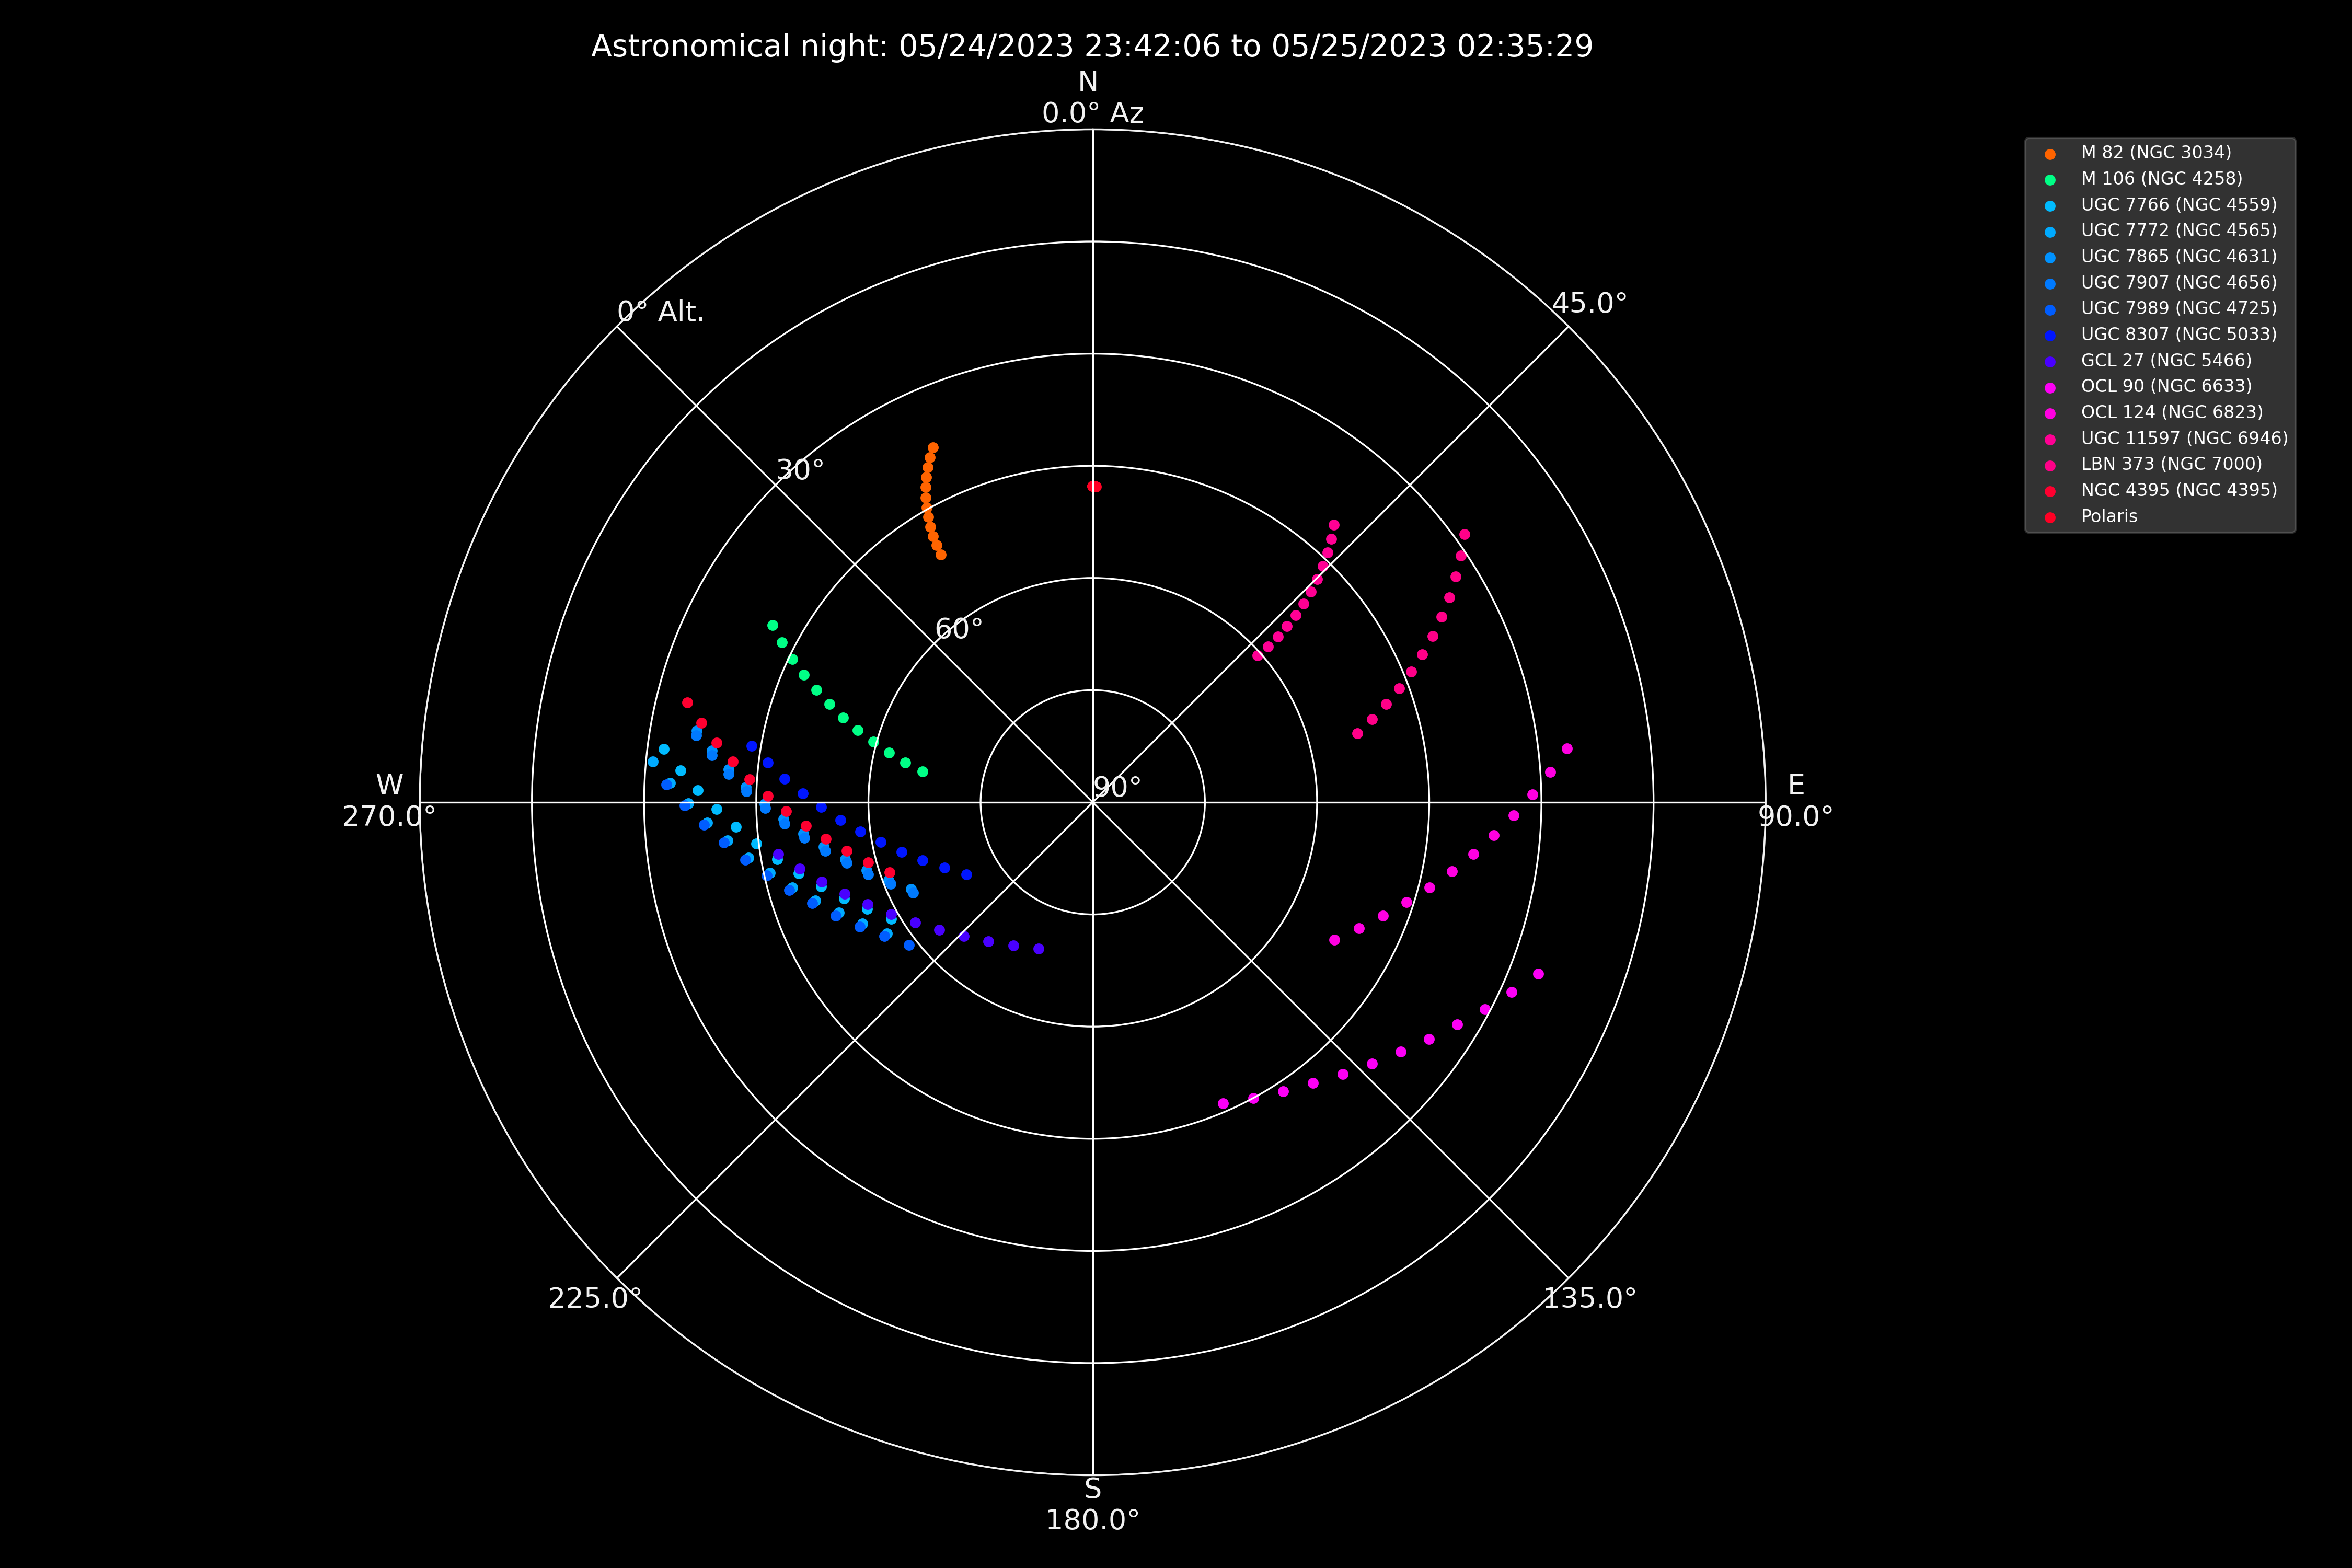 Astronomical night: 05/24/2023 23:42:06 to 05/25/2023 02:35:29
N
0.0° Az
M 82 (NGC 3034)
M 106 (NGC 4258)
UGC 7766 (NGC 4559)
UGC 7772 (NGC 4565)
UGC 7865 (NGC 4631)
UGC 7907 (NGC 4656)
UGC 7989 (NGC 4725)
UGC 8307 (NGC 5033)
GCL 27 (NGC 5466)
OCL 90 (NGC 6633)
OCL 124 (NGC 6823)
UGC 11597 (NGC 6946)
LBN 373 (NGC 7000)
NGC 4395 (NGC 4395)
Polaris
0° Alt.
45.0°
30°
60°
90°
W
270.0°
E
90.0°
225.0°
135.0°
S
180.0°